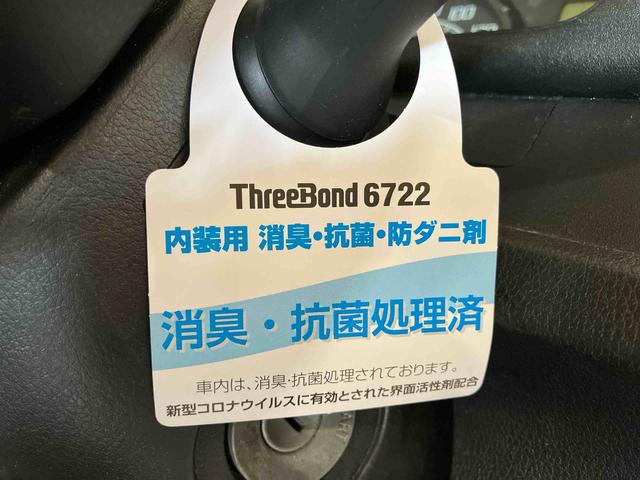 100
ThreeBond 6722
内装用 消臭・抗菌・防ダニ剤
消臭・抗菌処理済
車内は、消臭・抗菌処理されております。
新型コロナウイルスに有効とされた界面活性剤配合
START